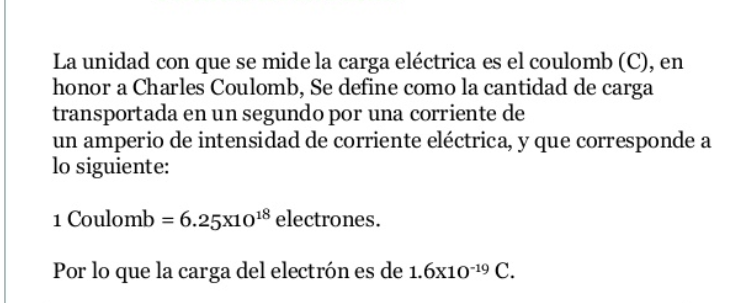 La unidad con que se mide la carga eléctrica es el coulomb (C), en
honor a Charles Coulomb, Se define como la cantidad de carga
transportada en un segundo por una corriente de
un amperio de intensidad de corriente eléctrica, y que corresponde a
lo siguiente:
1 Coulomb = 6.25x10¹⁸ electrones.
Por lo que la carga del electrón es de 1.6x10⁻¹⁹ C.